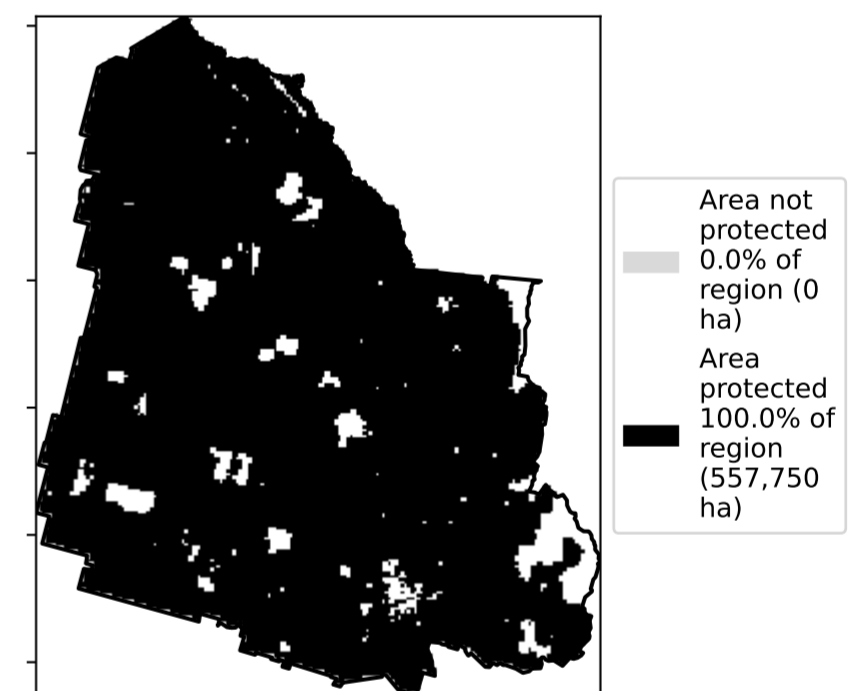 Area not
protected
0.0% of
region (0
ha)
Area
protected
100.0% of
region
(557,750
ha)